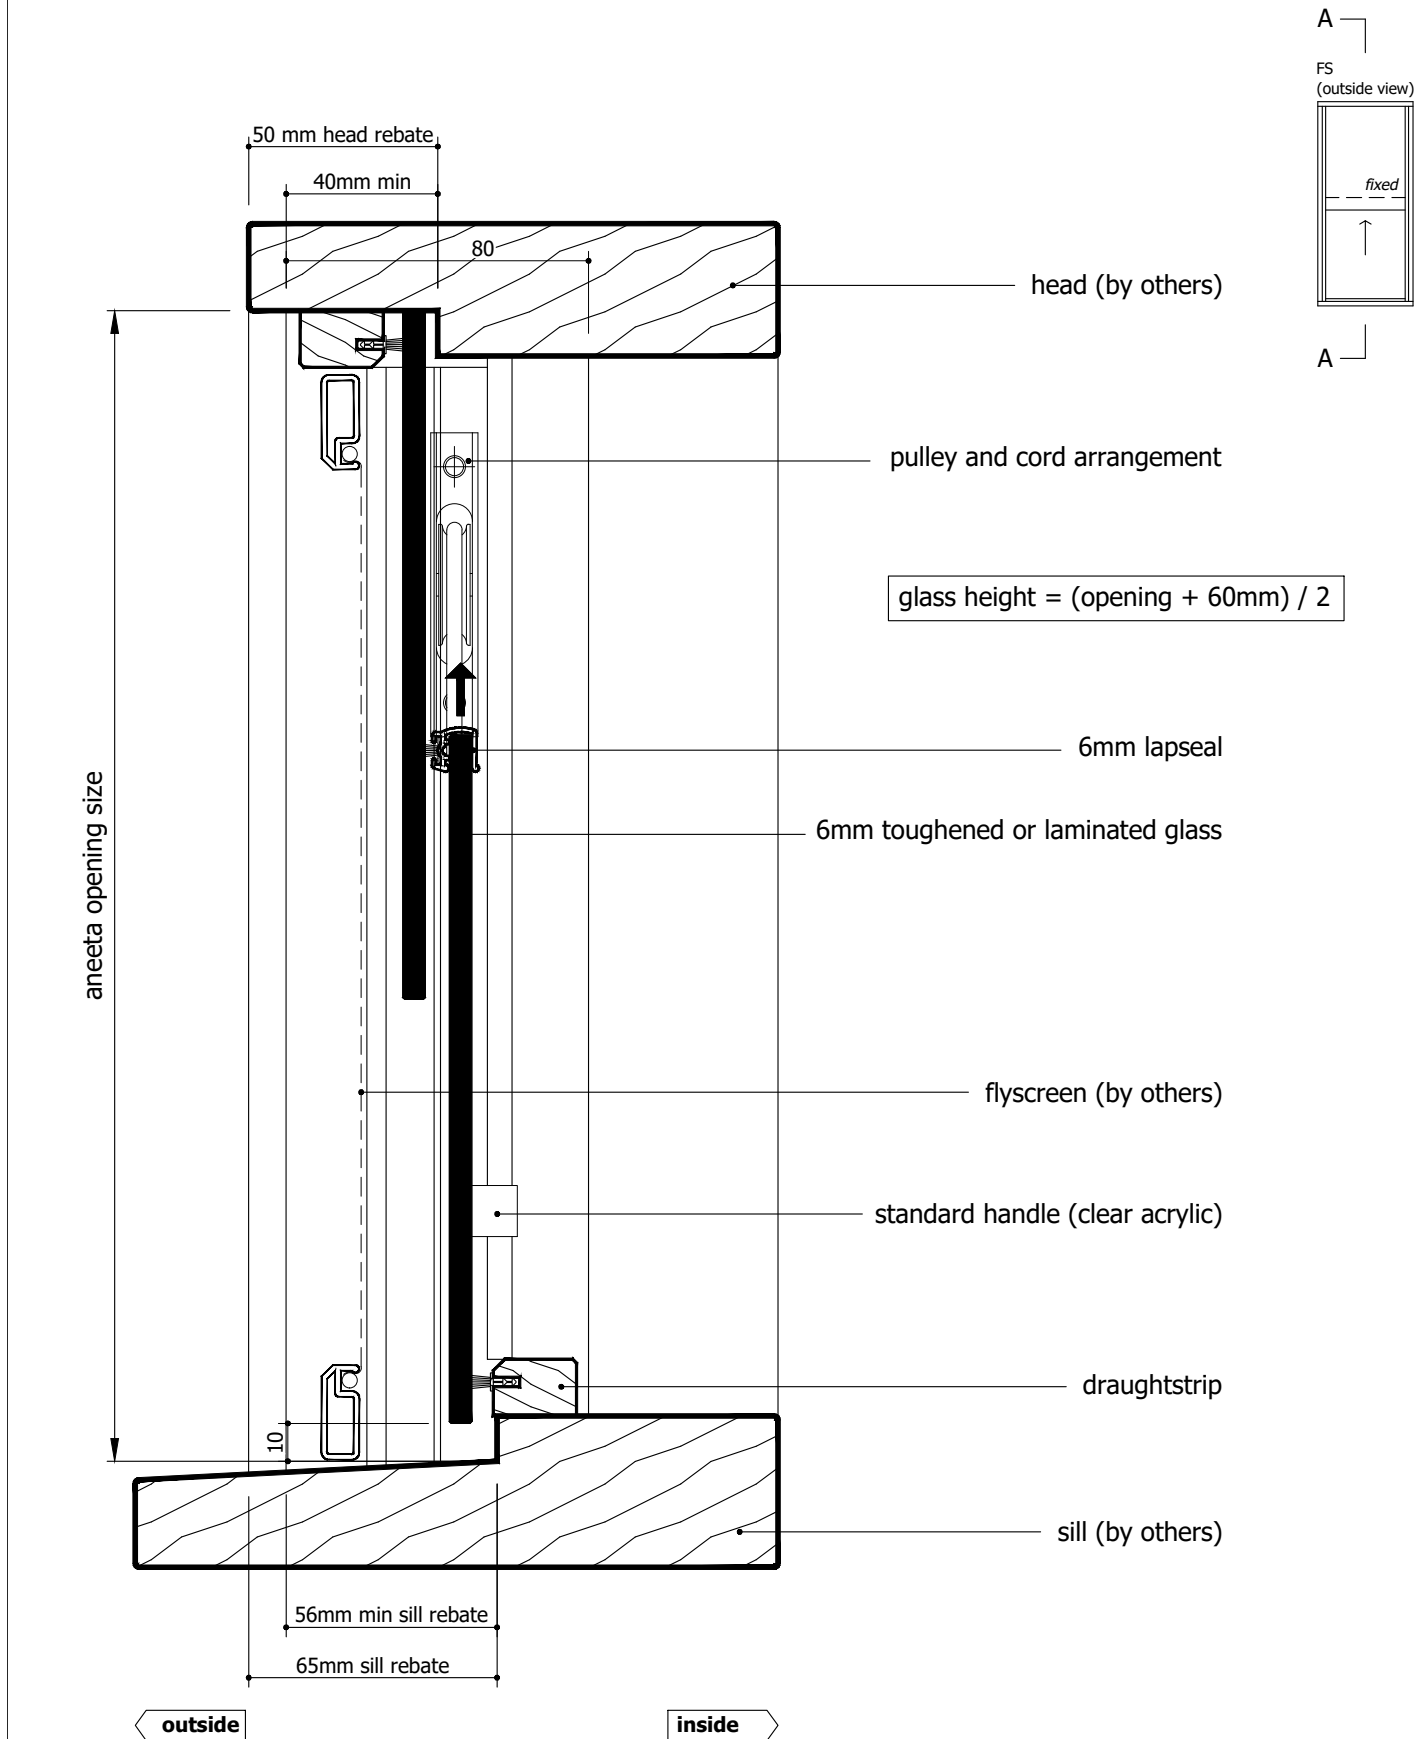 A
FS
(outside view)
fixed
A
50 mm head rebate
40mm min
80
head (by others)
pulley and cord arrangement
glass height = (opening + 60mm) / 2
6mm lapseal
6mm toughened or laminated glass
aneeta opening size
flyscreen (by others)
standard handle (clear acrylic)
draughtstrip
10
sill (by others)
56mm min sill rebate
65mm sill rebate
outside
inside